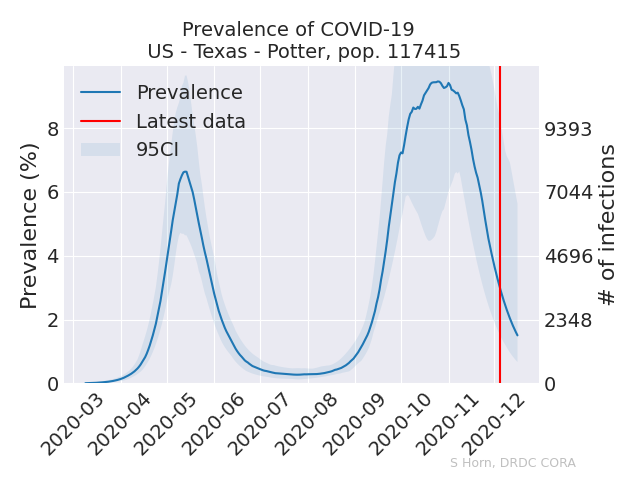 Prevalence of COVID-19
US - Texas - Potter, pop. 117415
Prevalence
Latest data
95CI
Prevalence (%)
8
6
4
2
0
9393
7044
4696
2348
0
# of infections
2020-03
2020-04
2020-05
2020-06
2020-07
2020-08
2020-09
2020-10
2020-11
2020-12
S Horn, DRDC CORA